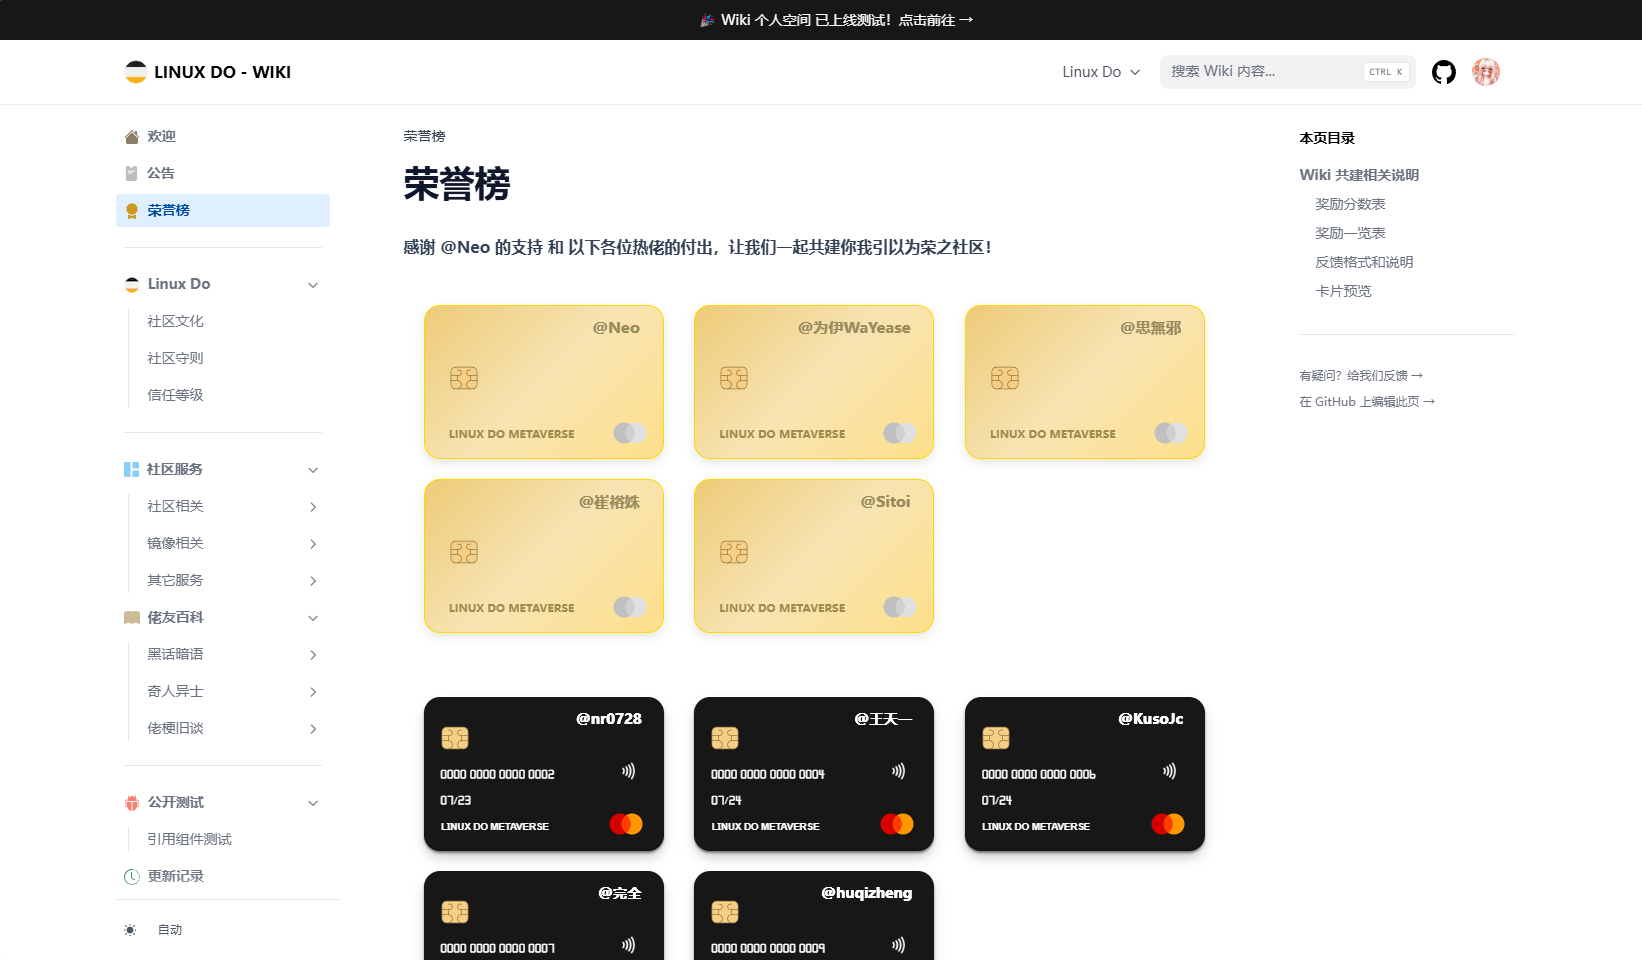 🎉 Wiki 个人空间 已上线测试！点击前往 →
LINUX DO - WIKI
Linux Do
搜索 Wiki 内容...
CTRL K
欢迎
公告
荣誉榜
Linux Do
社区文化
社区守则
信任等级
社区服务
社区相关
镜像相关
其它服务
佬友百科
黑话暗语
奇人异士
佬梗旧谈
公开测试
引用组件测试
更新记录
自动
荣誉榜
荣誉榜
感谢 @Neo 的支持 和 以下各位热佬的付出，让我们一起共建你我引以为荣之社区！
@Neo
LINUX DO METAVERSE
@为伊WaYease
LINUX DO METAVERSE
@思無邪
LINUX DO METAVERSE
@崔裕姝
LINUX DO METAVERSE
@Sitoi
LINUX DO METAVERSE
@nr0728
0000 0000 0000 0002
07/23
LINUX DO METAVERSE
@王天一
0000 0000 0000 0004
07/24
LINUX DO METAVERSE
@KusoJc
0000 0000 0000 0006
07/24
LINUX DO METAVERSE
@完全
0000 0000 0000 0007
@huqizheng
0000 0000 0000 0009
本页目录
Wiki 共建相关说明
奖励分数表
奖励一览表
反馈格式和说明
卡片预览
有疑问？给我们反馈 →
在 GitHub 上编辑此页 →